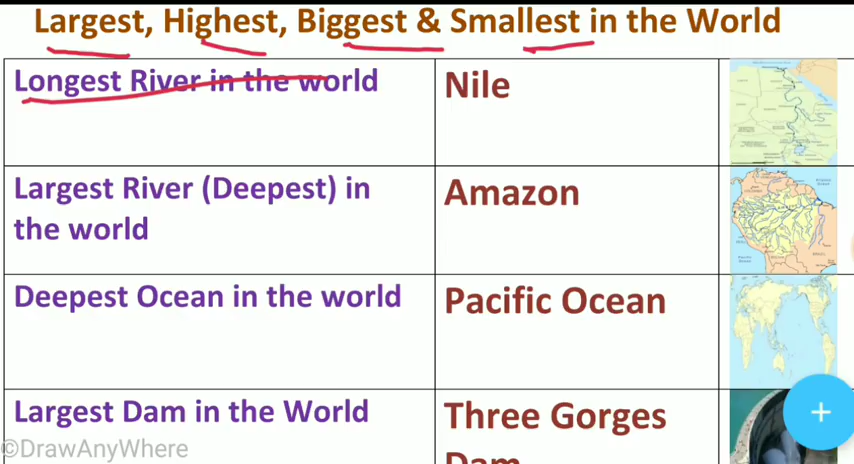 Largest, Highest, Biggest & Smallest in the World
Longest River in the world
Nile
Largest River (Deepest) in
the world
Amazon
Deepest Ocean in the world
Pacific Ocean
Largest Dam in the World
Three Gorges
Dam
©DrawAnyWhere